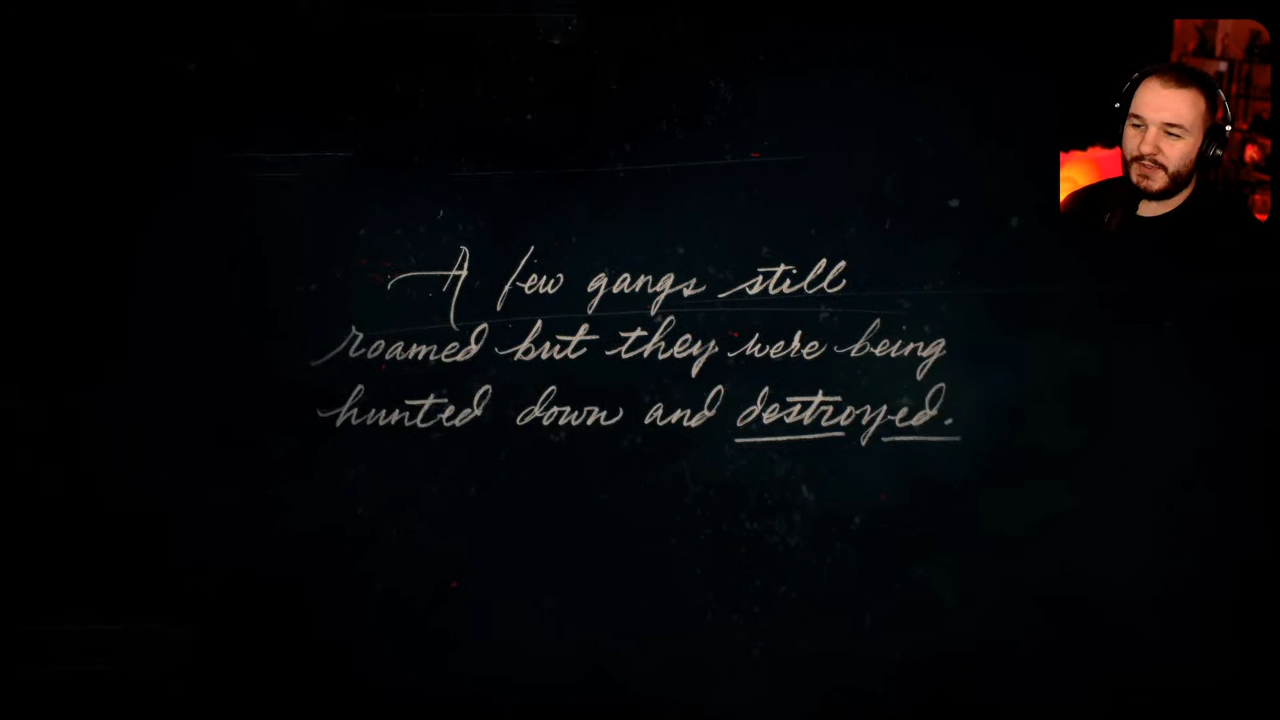 A few gangs still
roamed but they were being
hunted down and destroyed.